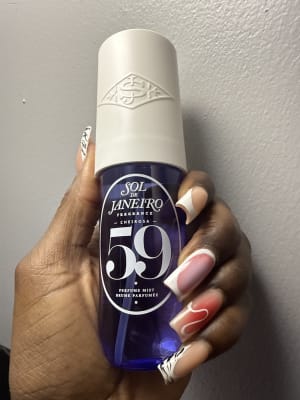 SOL
DE
JANEIRO
FRAGRANCE
CHEIROSA
59
PERFUME MIST
BRUME PARFUMÉE